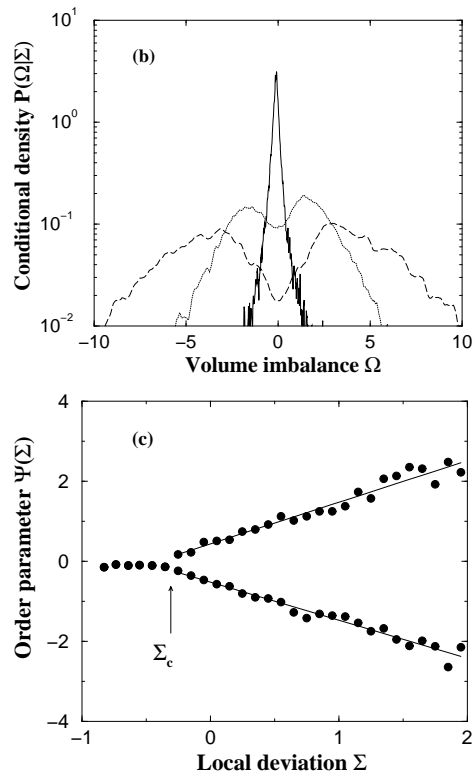 10^1
(b)
10^0
10^-1
10^-2
Conditional density P(Ω|Σ)
−10 −5 0 5 10
Volume imbalance Ω
4
(c)
2
0
−2
−4
Order parameter Ψ(Σ)
Σc
−1 0 1 2
Local deviation Σ